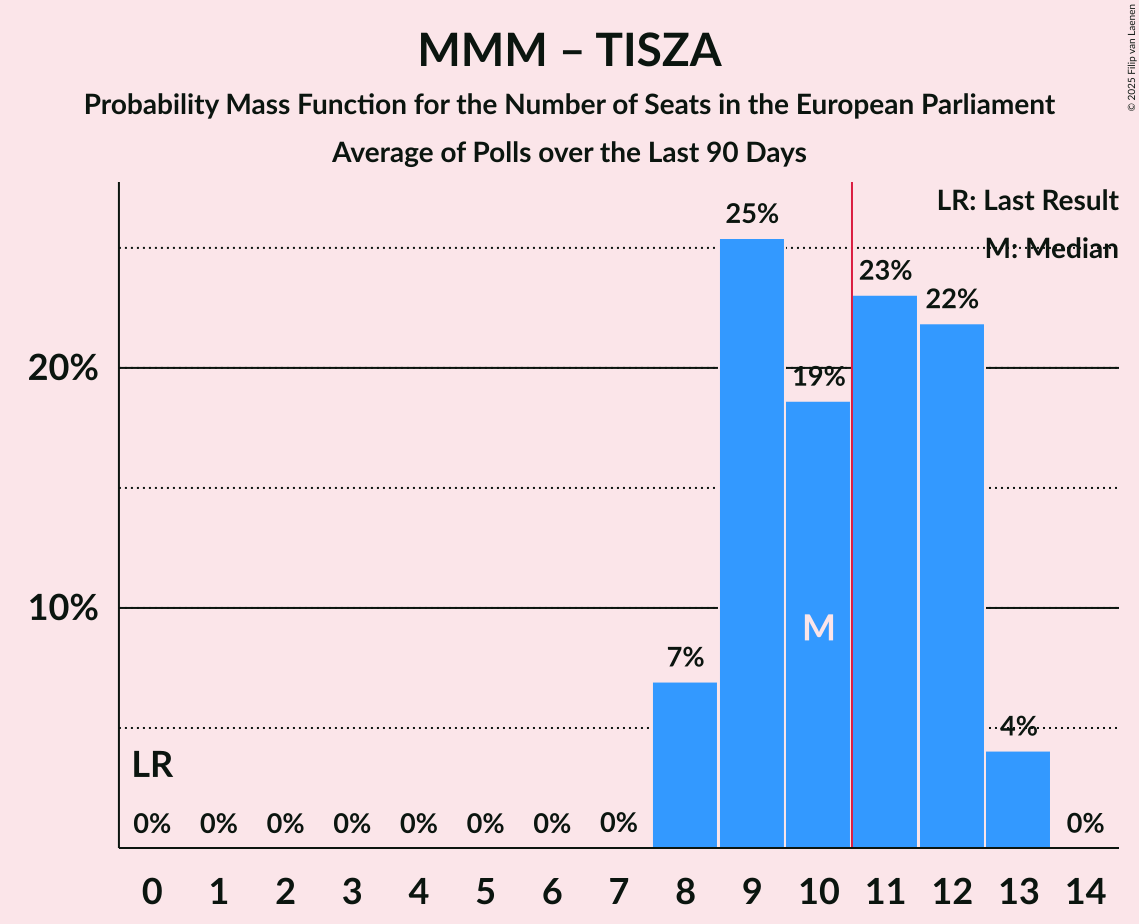 MMM – TISZA
Probability Mass Function for the Number of Seats in the European Parliament
Average of Polls over the Last 90 Days
© 2025 Filip van Laenen
LR: Last Result
M: Median
25%
23%
22%
20%
19%
10%
M
7%
4%
LR
0% 0% 0% 0% 0% 0% 0% 0% 0%
0 1 2 3 4 5 6 7 8 9 10 11 12 13 14